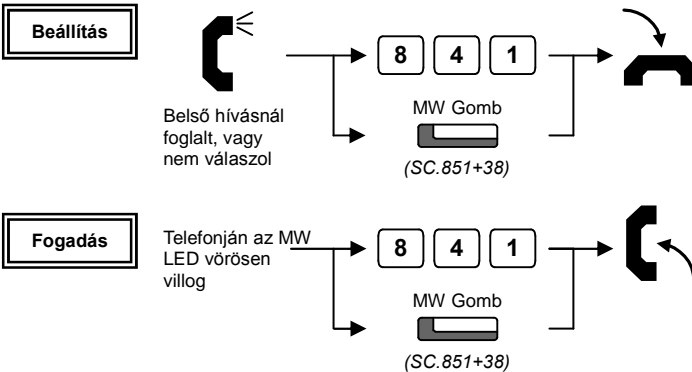 Beállítás
Belső hívásnál
foglalt, vagy
nem válaszol
8 4 1
MW Gomb
(SC.851+38)
Fogadás
Telefonján az MW
LED vörösen
villog
8 4 1
MW Gomb
(SC.851+38)